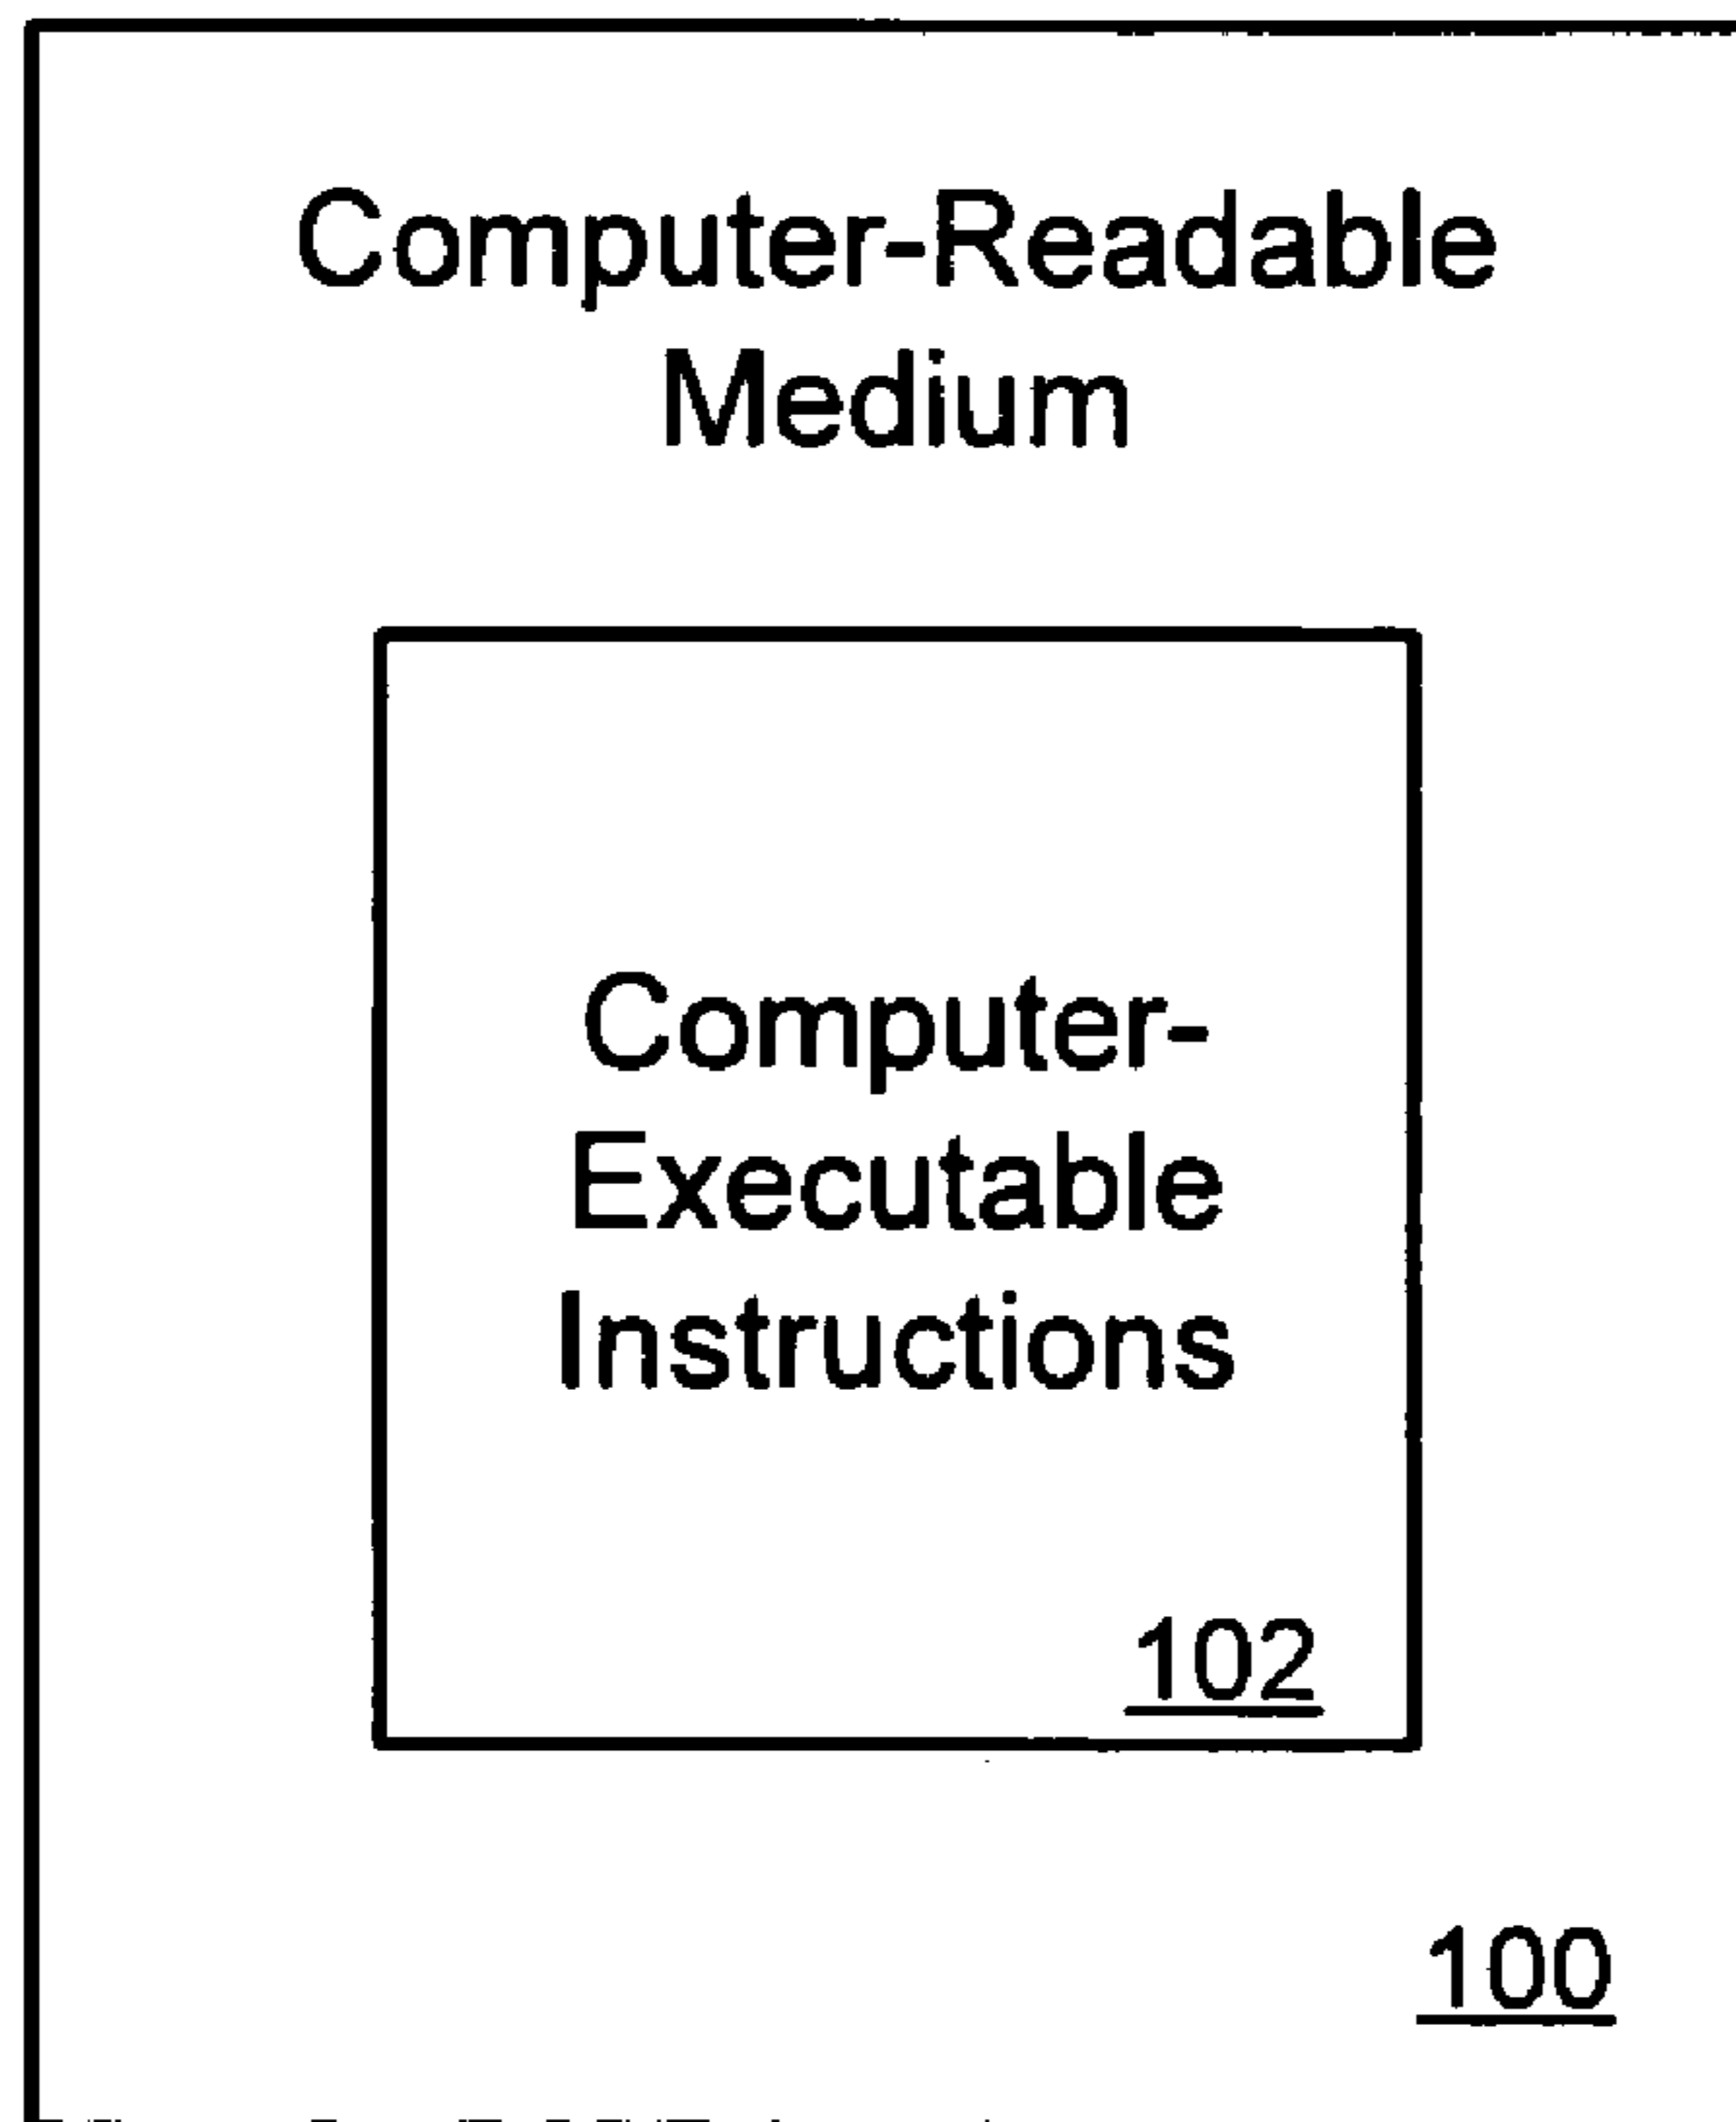 Computer-Readable
Medium
Computer-
Executable
Instructions
102
100